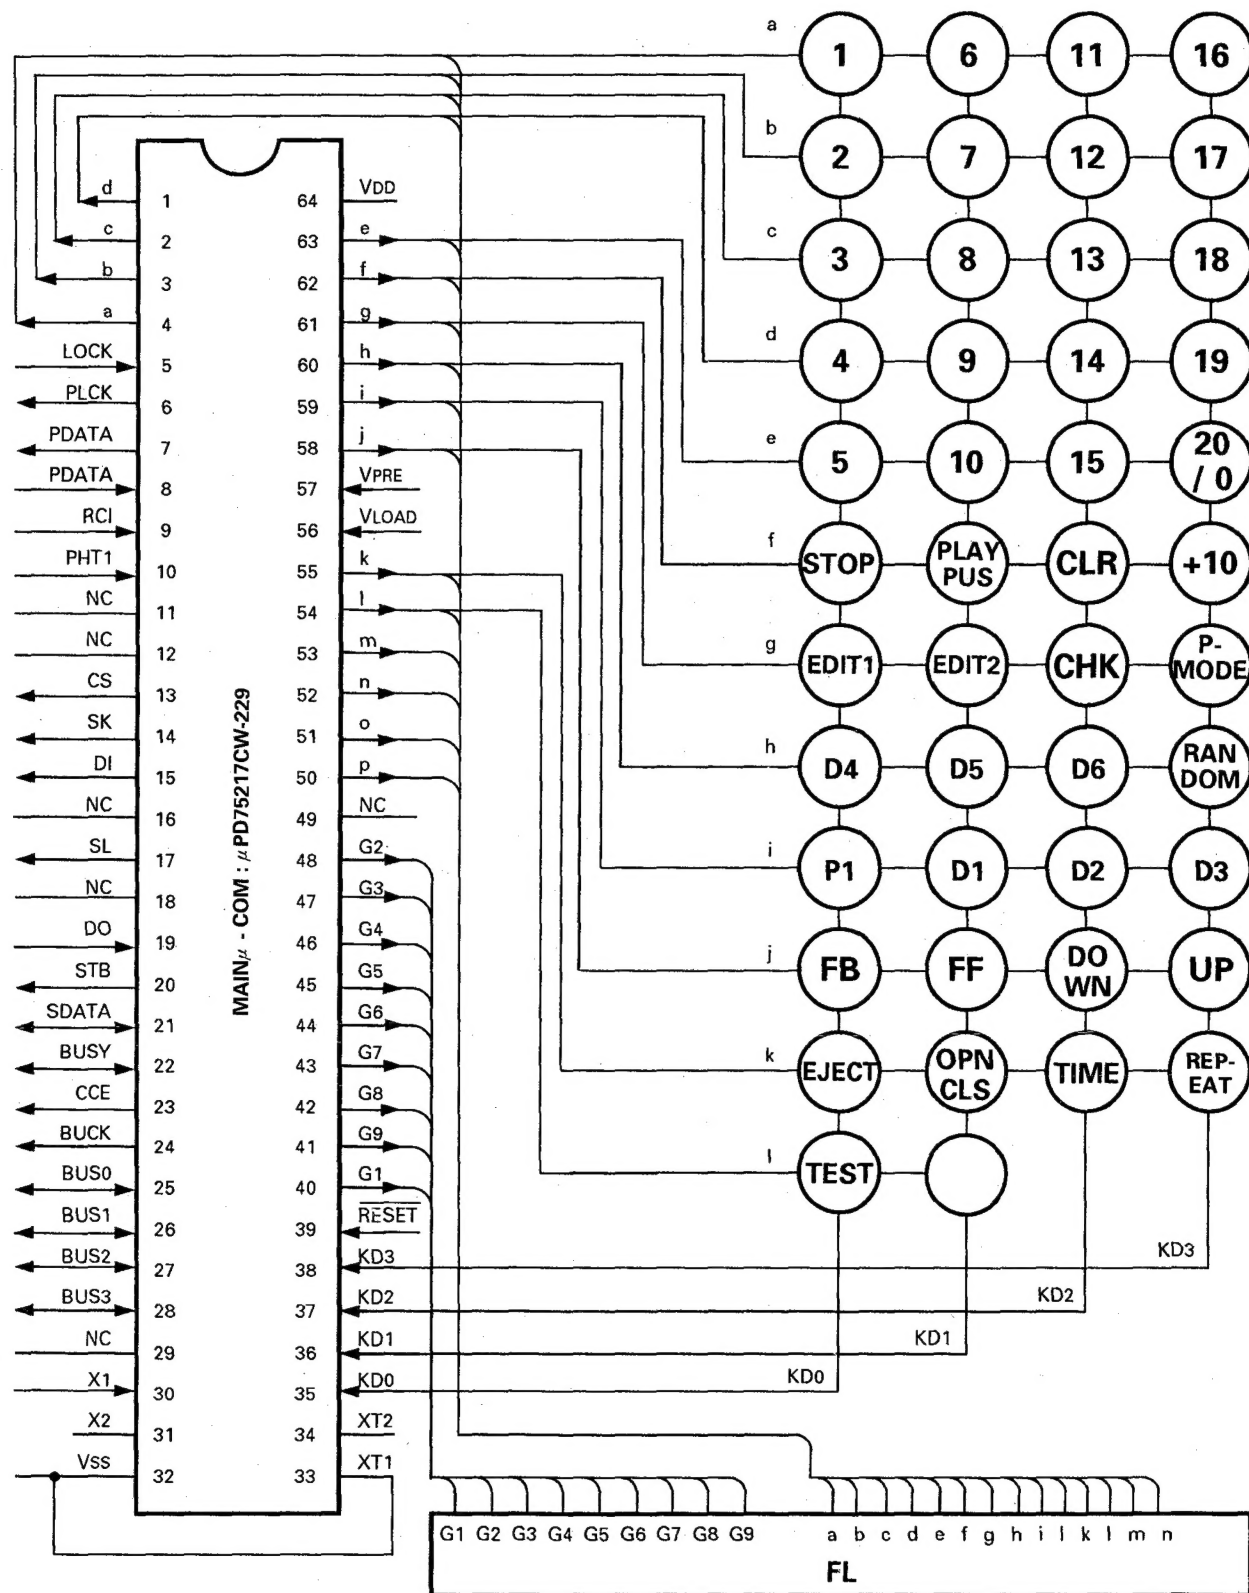 a
1 6 11 16
b
2 7 12 17
c
3 8 13 18
d
4 9 14 19
e
5 10 15 20 / 0
f
STOP PLAY PUS CLR +10
g
EDIT1 EDIT2 CHK P-MODE
h
D4 D5 D6 RAN DOM
i
P1 D1 D2 D3
j
FB FF DO WN UP
k
EJECT OPN CLS TIME REP-EAT
l
TEST
KD3
KD2
KD1
KD0
MAINμ - COM : μPD75217CW-229
d 1 64 VDD
c 2 63 e
b 3 62 f
a 4 61 g
LOCK 5 60 h
PLCK 6 59 i
PDATA 7 58 j
PDATA 8 57 VPRE
RCI 9 56 VLOAD
PHT1 10 55 k
NC 11 54 l
NC 12 53 m
CS 13 52 n
SK 14 51 o
DI 15 50 p
NC 16 49 NC
SL 17 48 G2
NC 18 47 G3
DO 19 46 G4
STB 20 45 G5
SDATA 21 44 G6
BUSY 22 43 G7
CCE 23 42 G8
BUCK 24 41 G9
BUS0 25 40 G1
BUS1 26 39 RESET
BUS2 27 38 KD3
BUS3 28 37 KD2
NC 29 36 KD1
X1 30 35 KD0
X2 31 34 XT2
VSS 32 33 XT1
G1 G2 G3 G4 G5 G6 G7 G8 G9 a b c d e f g h i l k l m n
FL